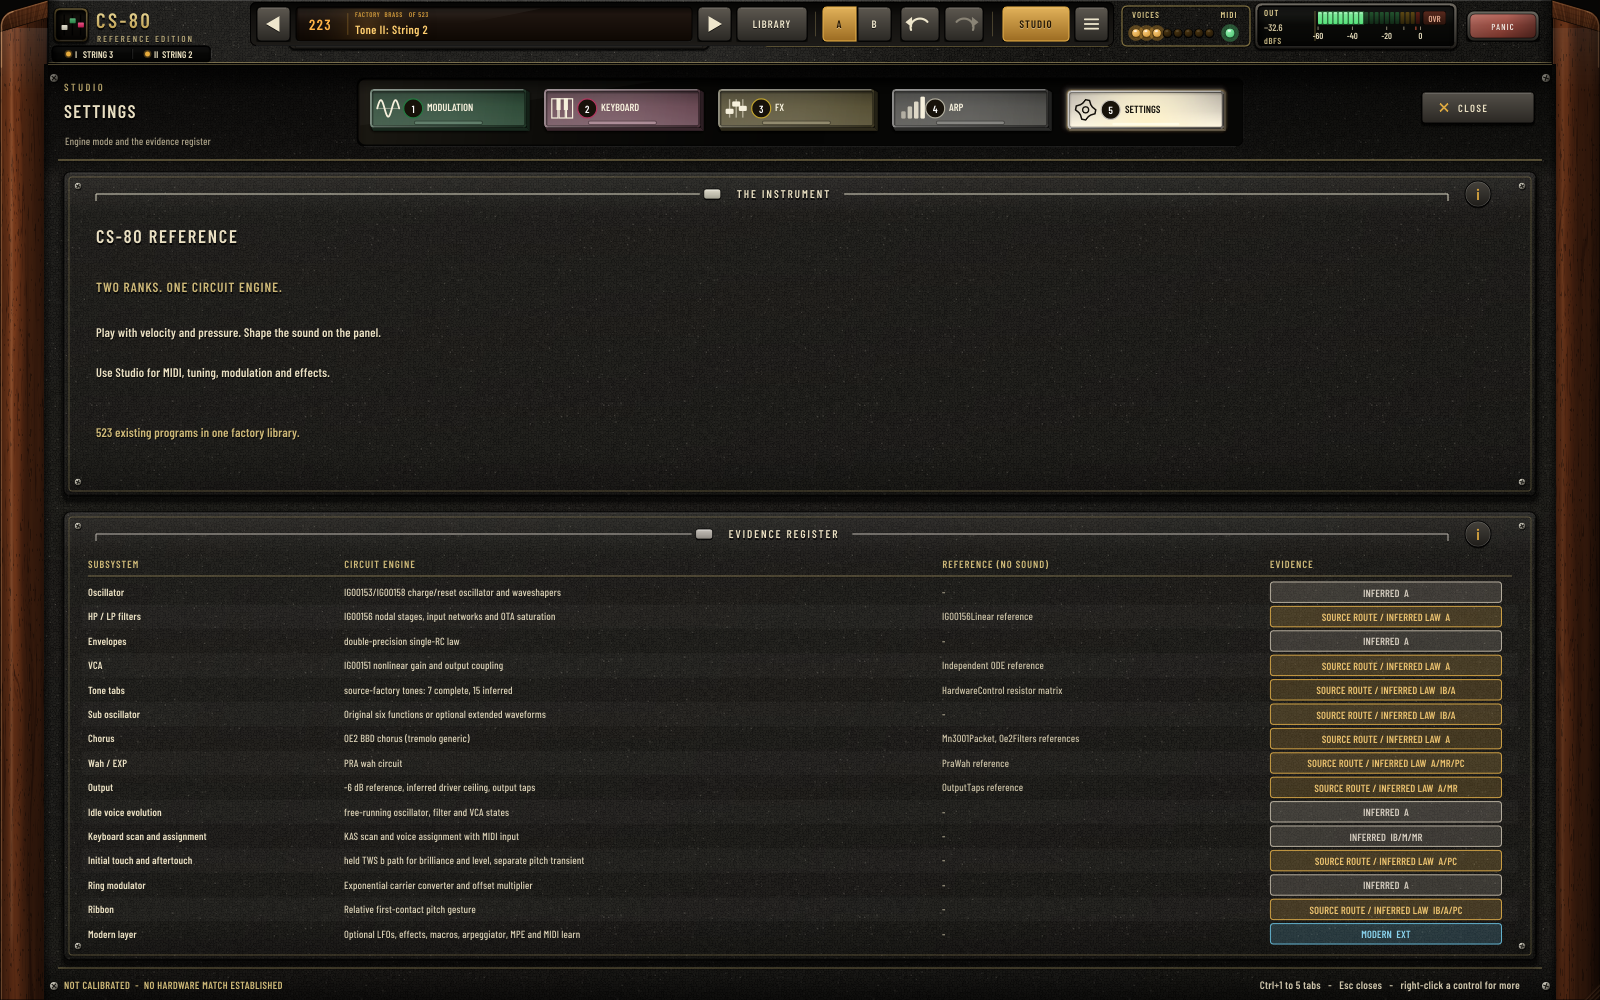 CS-80
REFERENCE EDITION
I STRING 3 II STRING 2
223
FACTORY BRASS OF 523
Tone II: String 2
LIBRARY
A B
STUDIO
VOICES MIDI
OUT
-32.6
dBFS
-60 -40 -20 0
OVR
PANIC
STUDIO
SETTINGS
Engine mode and the evidence register
1 MODULATION
2 KEYBOARD
3 FX
4 ARP
5 SETTINGS
CLOSE
THE INSTRUMENT
i
CS-80 REFERENCE
TWO RANKS. ONE CIRCUIT ENGINE.
Play with velocity and pressure. Shape the sound on the panel.
Use Studio for MIDI, tuning, modulation and effects.
523 existing programs in one factory library.
EVIDENCE REGISTER
i
SUBSYSTEM CIRCUIT ENGINE REFERENCE (NO SOUND) EVIDENCE
Oscillator IG00153/IG00158 charge/reset oscillator and waveshapers - INFERRED A
HP / LP filters IG00156 nodal stages, input networks and OTA saturation IG00156Linear reference SOURCE ROUTE / INFERRED LAW A
Envelopes double-precision single-RC law - INFERRED A
VCA IG00151 nonlinear gain and output coupling Independent ODE reference SOURCE ROUTE / INFERRED LAW A
Tone tabs source-factory tones: 7 complete, 15 inferred HardwareControl resistor matrix SOURCE ROUTE / INFERRED LAW IB/A
Sub oscillator Original six functions or optional extended waveforms - SOURCE ROUTE / INFERRED LAW IB/A
Chorus OE2 BBD chorus (tremolo generic) Mn3001Packet, Oe2Filters references SOURCE ROUTE / INFERRED LAW A
Wah / EXP PRA wah circuit PraWah reference SOURCE ROUTE / INFERRED LAW A/MR/PC
Output -6 dB reference, inferred driver ceiling, output taps OutputTaps reference SOURCE ROUTE / INFERRED LAW A/MR
Idle voice evolution free-running oscillator, filter and VCA states - INFERRED A
Keyboard scan and assignment KAS scan and voice assignment with MIDI input - INFERRED IB/M/MR
Initial touch and aftertouch held TWS b path for brilliance and level, separate pitch transient - SOURCE ROUTE / INFERRED LAW A/PC
Ring modulator Exponential carrier converter and offset multiplier - INFERRED A
Ribbon Relative first-contact pitch gesture - SOURCE ROUTE / INFERRED LAW IB/A/PC
Modern layer Optional LFOs, effects, macros, arpeggiator, MPE and MIDI learn - MODERN EXT
NOT CALIBRATED - NO HARDWARE MATCH ESTABLISHED
Ctrl+1 to 5 tabs - Esc closes - right-click a control for more